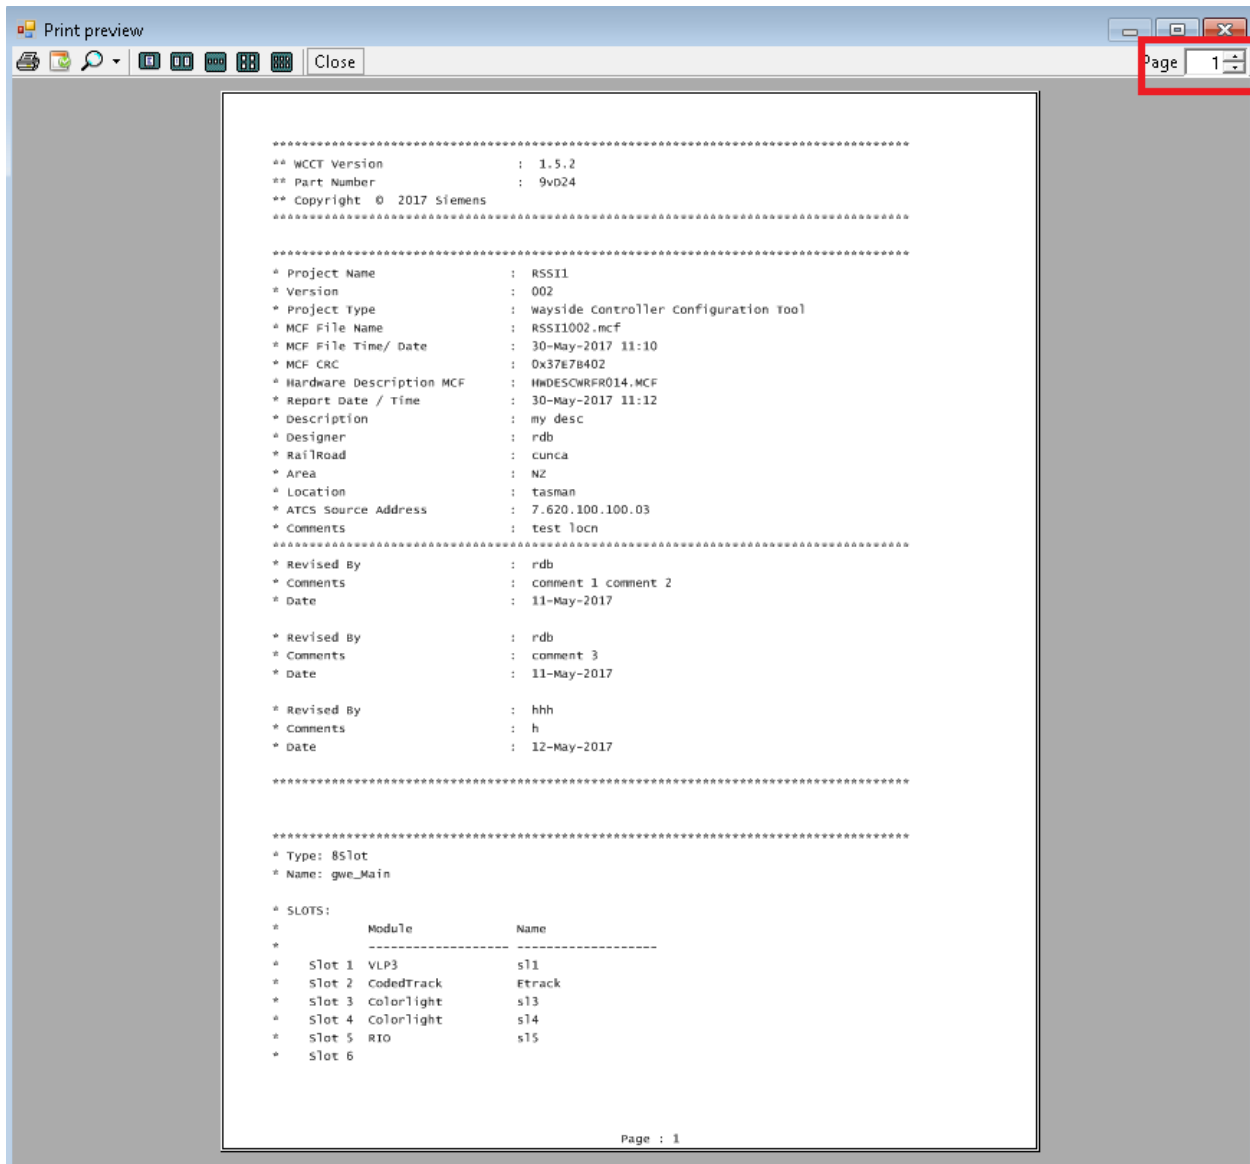 Print preview
Close
Page 1
********************************************************************************
** WCCT Version : 1.5.2
** Part Number : 9VD24
** Copyright © 2017 Siemens
********************************************************************************
********************************************************************************
* Project Name : RSSI1
* Version : 002
* Project Type : Wayside Controller Configuration Tool
* MCF File Name : RSSI1002.mcf
* MCF File Time/ Date : 30-May-2017 11:10
* MCF CRC : 0x37E7B402
* Hardware Description MCF : HWDESCWRFR014.MCF
* Report Date / Time : 30-May-2017 11:12
* Description : my desc
* Designer : rdb
* RailRoad : cunca
* Area : NZ
* Location : tasman
* ATCS Source Address : 7.620.100.100.03
* Comments : test locn
********************************************************************************
* Revised By : rdb
* Comments : comment 1 comment 2
* Date : 11-May-2017
* Revised By : rdb
* Comments : comment 3
* Date : 11-May-2017
* Revised By : hhh
* Comments : h
* Date : 12-May-2017
********************************************************************************
********************************************************************************
* Type: 8Slot
* Name: gwe_Main
* SLOTS:
* Module Name
* ------------------- -------------------
* Slot 1 VLP3 sl1
* Slot 2 CodedTrack Etrack
* Slot 3 Colorlight sl3
* Slot 4 Colorlight sl4
* Slot 5 RIO sl5
* Slot 6
Page : 1